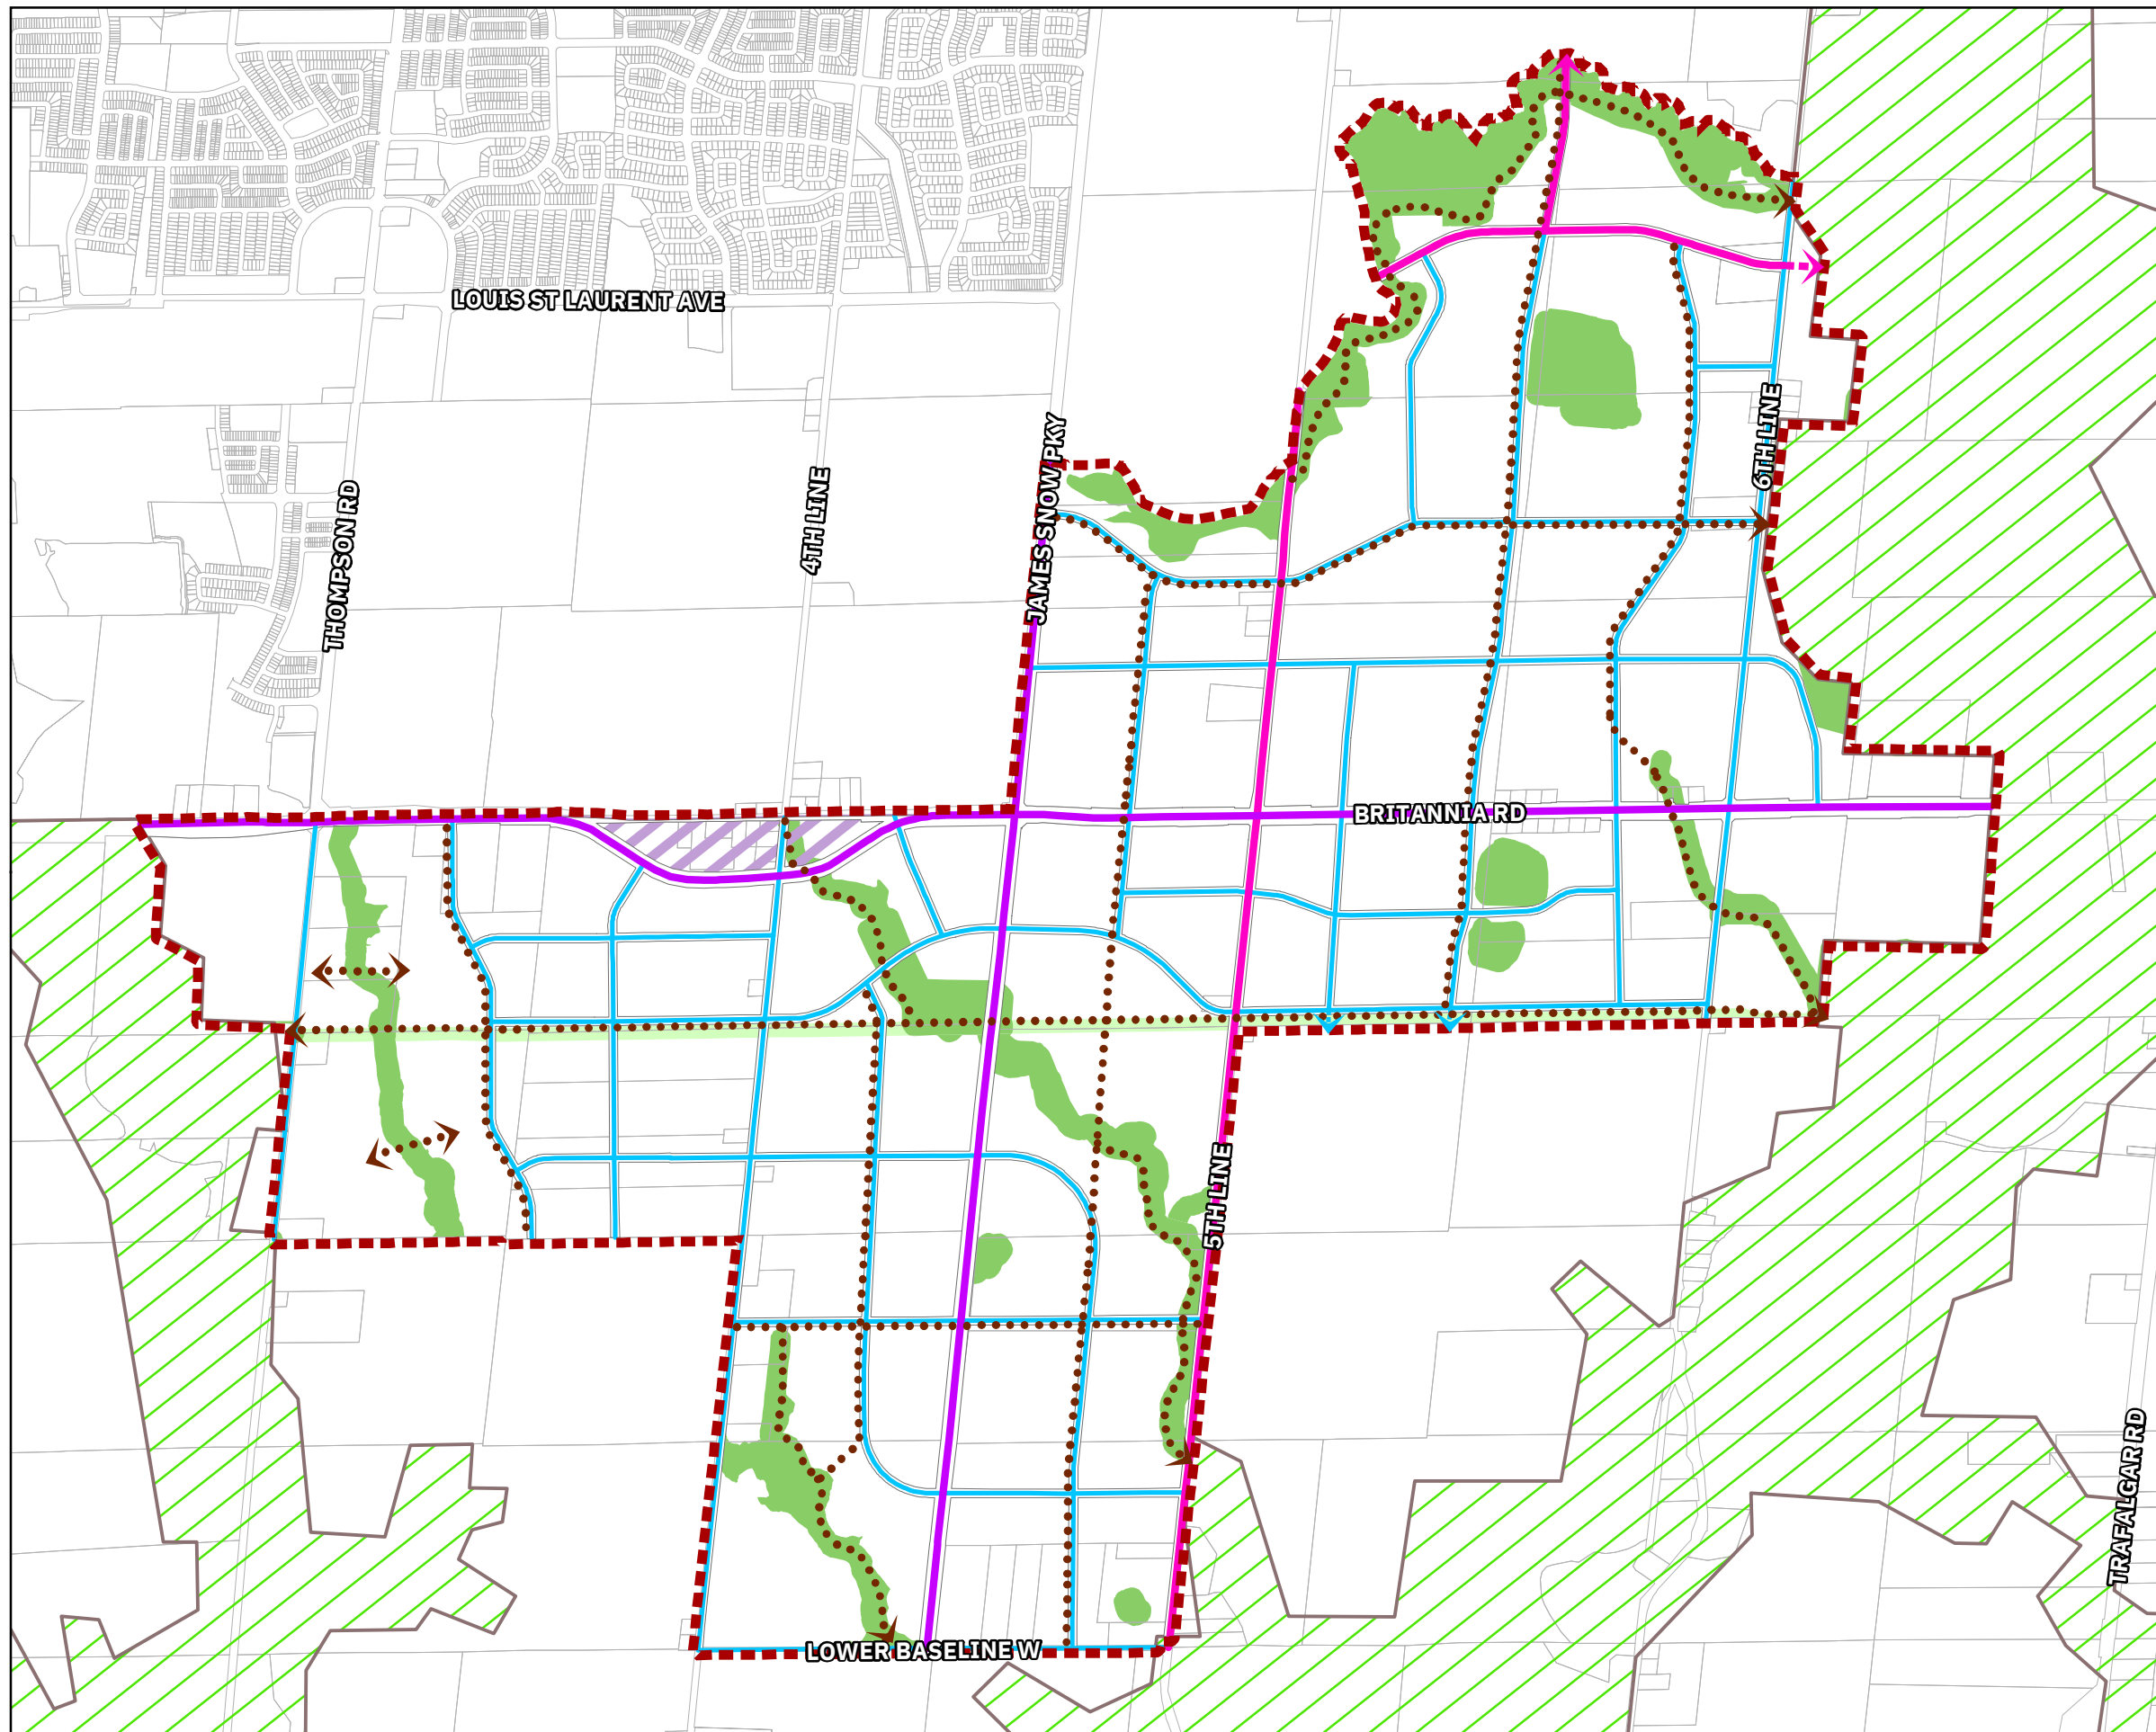 LOUIS ST LAURENT AVE
THOMPSON RD
4TH LINE
JAMES SNOW PKY
6TH LINE
BRITANNIA RD
5TH LINE
TRAFALGAR RD
LOWER BASELINE W